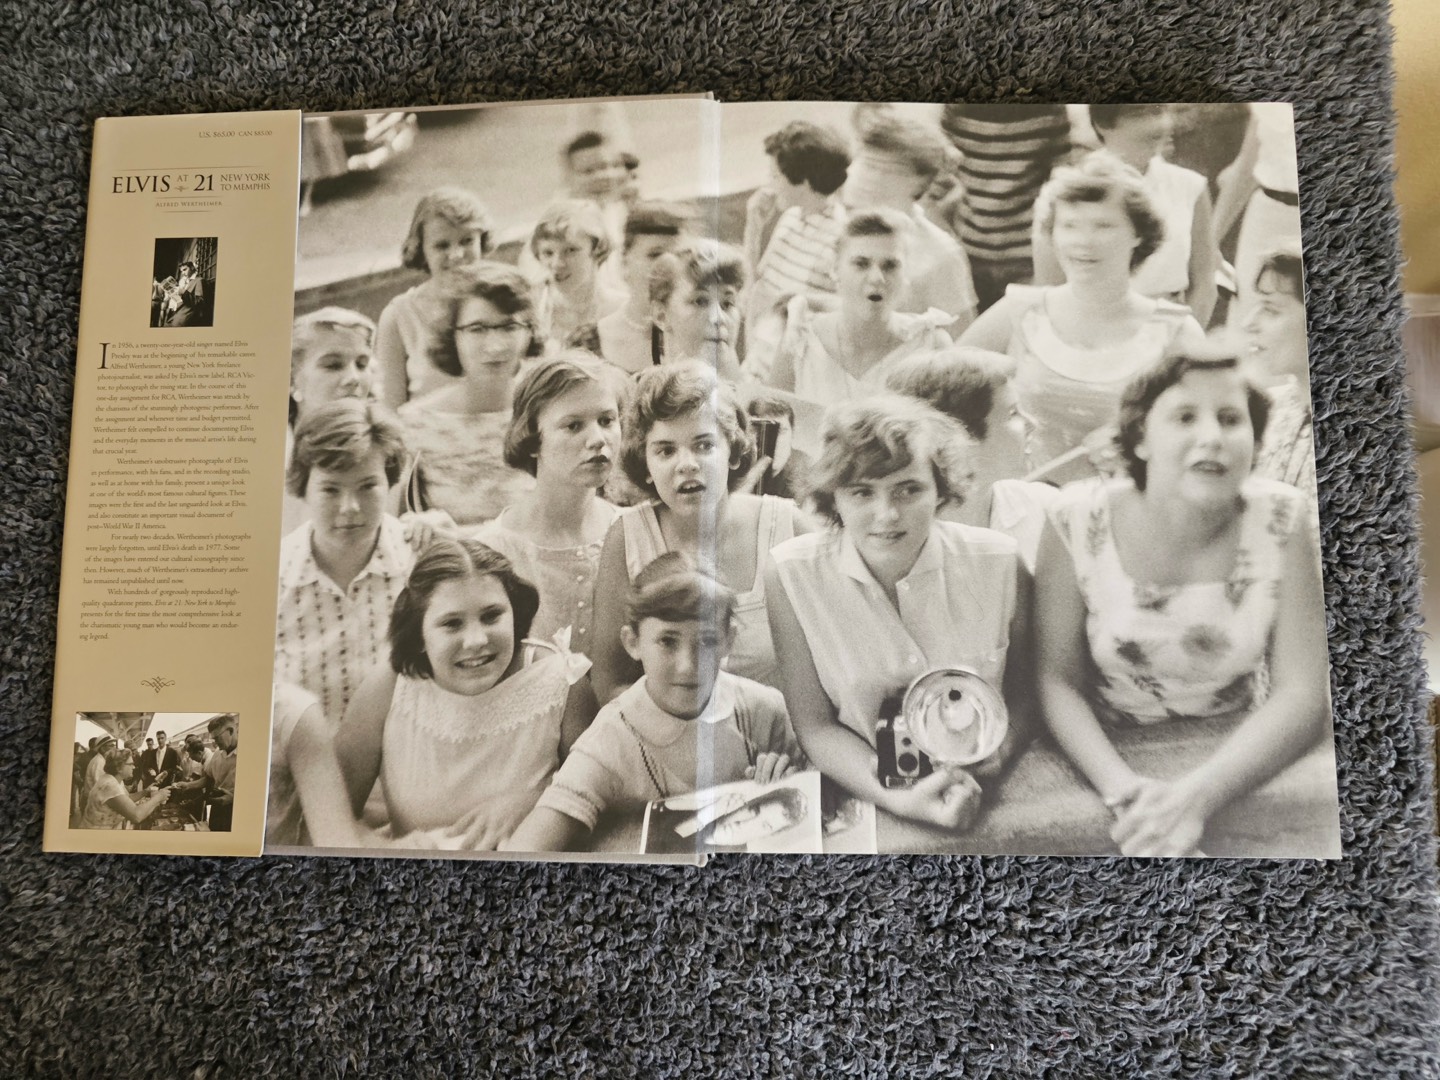 U.S. $65.00 CAN $85.00
ELVIS AT 21 NEW YORK TO MEMPHIS
ALFRED WERTHEIMER
In 1956, a twenty-one-year-old singer named Elvis
Presley was at the beginning of his remarkable career.
Alfred Wertheimer, a young New York freelance
photojournalist, was asked by Elvis's new label, RCA Vic-
tor, to photograph the rising star. In the course of this
one-day assignment for RCA, Wertheimer was struck by
the charisma of the stunningly photogenic performer. After
the assignment and whenever time and budget permitted,
Wertheimer felt compelled to continue documenting Elvis
and the everyday moments in the musical artist's life during
that crucial year.
Wertheimer's unobtrusive photographs of Elvis
in performance, with his fans, and in the recording studio,
as well as at home with his family, present a unique look
at one of the world's most famous cultural figures. These
images were the first and the last unguarded look at Elvis,
and also constitute an important visual document of
post–World War II America.
For nearly two decades, Wertheimer's photographs
were largely forgotten, until Elvis's death in 1977. Some
of the images have entered our cultural iconography since
then. However, much of Wertheimer's extraordinary archive
has remained unpublished until now.
With hundreds of gorgeously reproduced high-
quality quadratone prints, Elvis at 21: New York to Memphis
presents for the first time the most comprehensive look at
the charismatic young man who would become an endur-
ing legend.